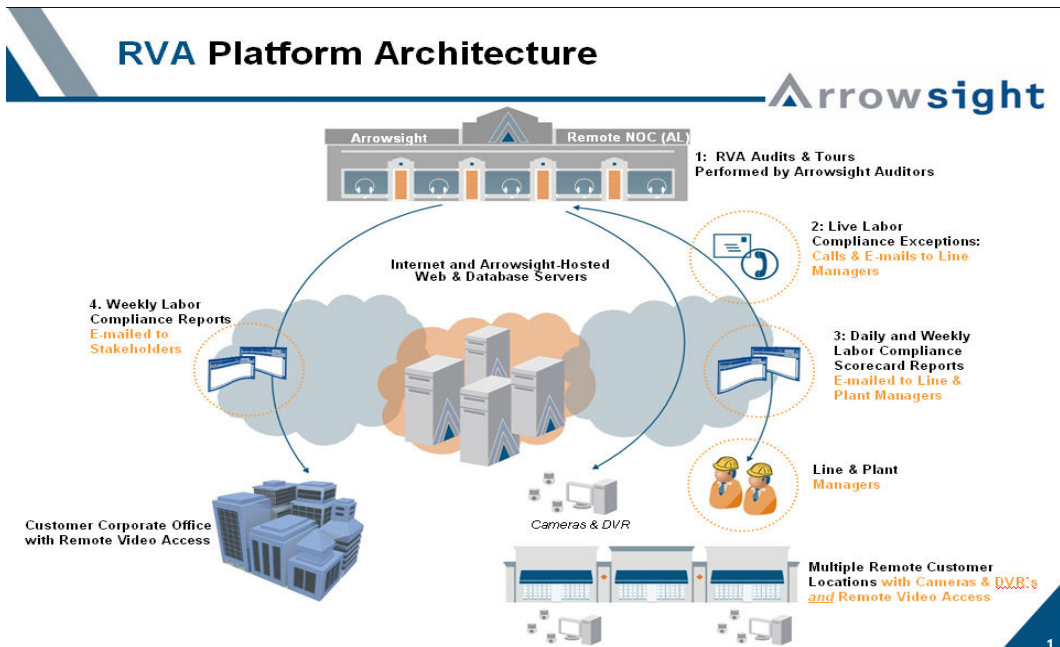 RVA Platform Architecture
Arrowsight
Arrowsight
Remote NOC (AL)
1: RVA Audits & Tours
Performed by Arrowsight Auditors
2: Live Labor
Compliance Exceptions:
Calls & E-mails to Line
Managers
Internet and Arrowsight-Hosted
Web & Database Servers
4. Weekly Labor
Compliance Reports
E-mailed to
Stakeholders
3: Daily and Weekly
Labor Compliance
Scorecard Reports
E-mailed to Line &
Plant Managers
Line & Plant
Managers
Customer Corporate Office
with Remote Video Access
Cameras & DVR
Multiple Remote Customer
Locations with Cameras & DVR's
and Remote Video Access
1